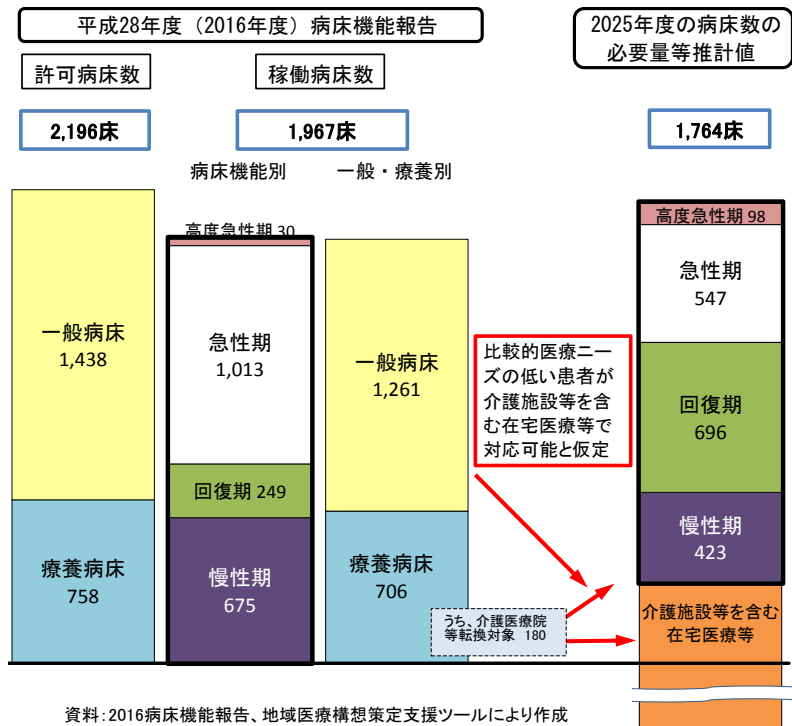 平成28年度（2016年度）病床機能報告
2025年度の病床数の
必要量等推計値
許可病床数
稼働病床数
2,196床
1,967床
1,764床
病床機能別
一般・療養別
高度急性期 30
高度急性期 98
急性期
547
一般病床
1,438
急性期
1,013
一般病床
1,261
比較的医療ニー
ズの低い患者が
介護施設等を含
む在宅医療等で
対応可能と仮定
回復期
696
回復期 249
慢性期
423
療養病床
758
慢性期
675
療養病床
706
うち、介護医療院
等転換対象 180
介護施設等を含む
在宅医療等
資料：2016病床機能報告、地域医療構想策定支援ツールにより作成